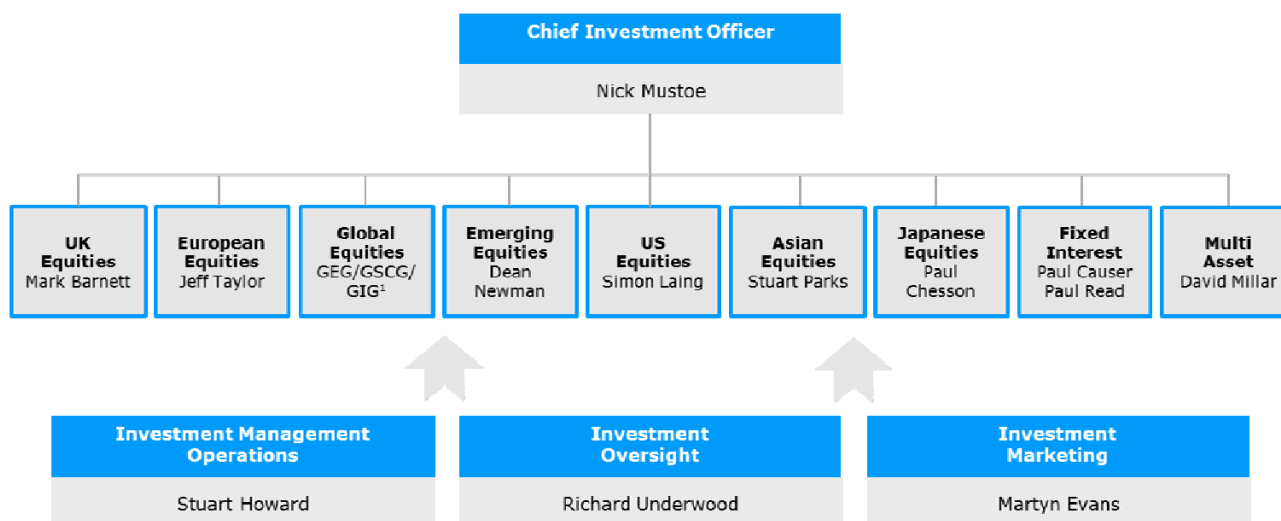 Chief Investment Officer
Nick Mustoe
UK
Equities
Mark Barnett
European
Equities
Jeff Taylor
Global
Equities
GEG/GSCG/
GIG¹
Emerging
Equities
Dean
Newman
US
Equities
Simon Laing
Asian
Equities
Stuart Parks
Japanese
Equities
Paul
Chesson
Fixed
Interest
Paul Causer
Paul Read
Multi
Asset
David Millar
Investment Management
Operations
Stuart Howard
Investment
Oversight
Richard Underwood
Investment
Marketing
Martyn Evans